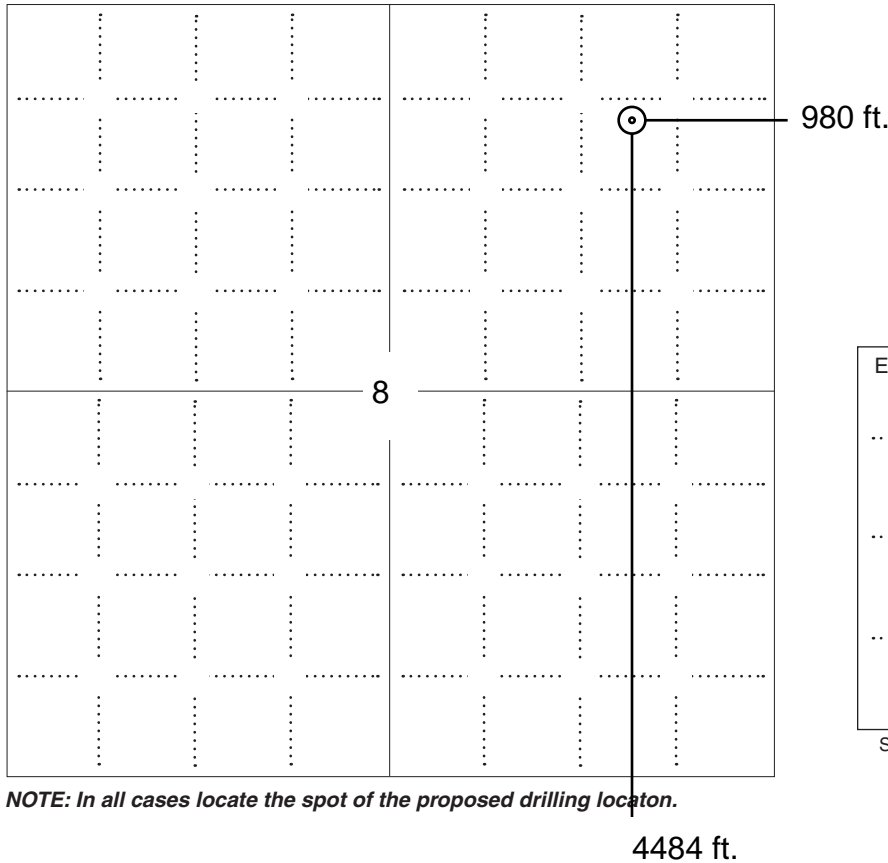 980 ft.
8
E
S
NOTE: In all cases locate the spot of the proposed drilling locaton.
4484 ft.